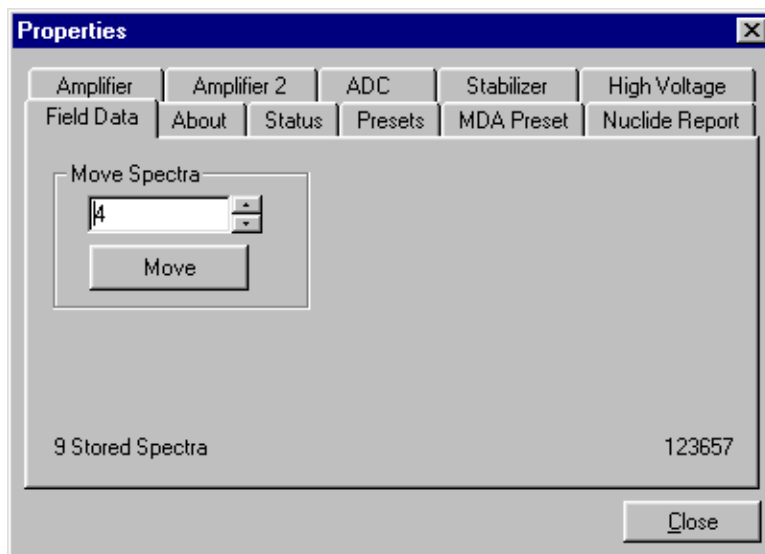 Properties
Amplifier Amplifier 2 ADC Stabilizer High Voltage
Field Data About Status Presets MDA Preset Nuclide Report
Move Spectra
4
Move
9 Stored Spectra 123657
Close